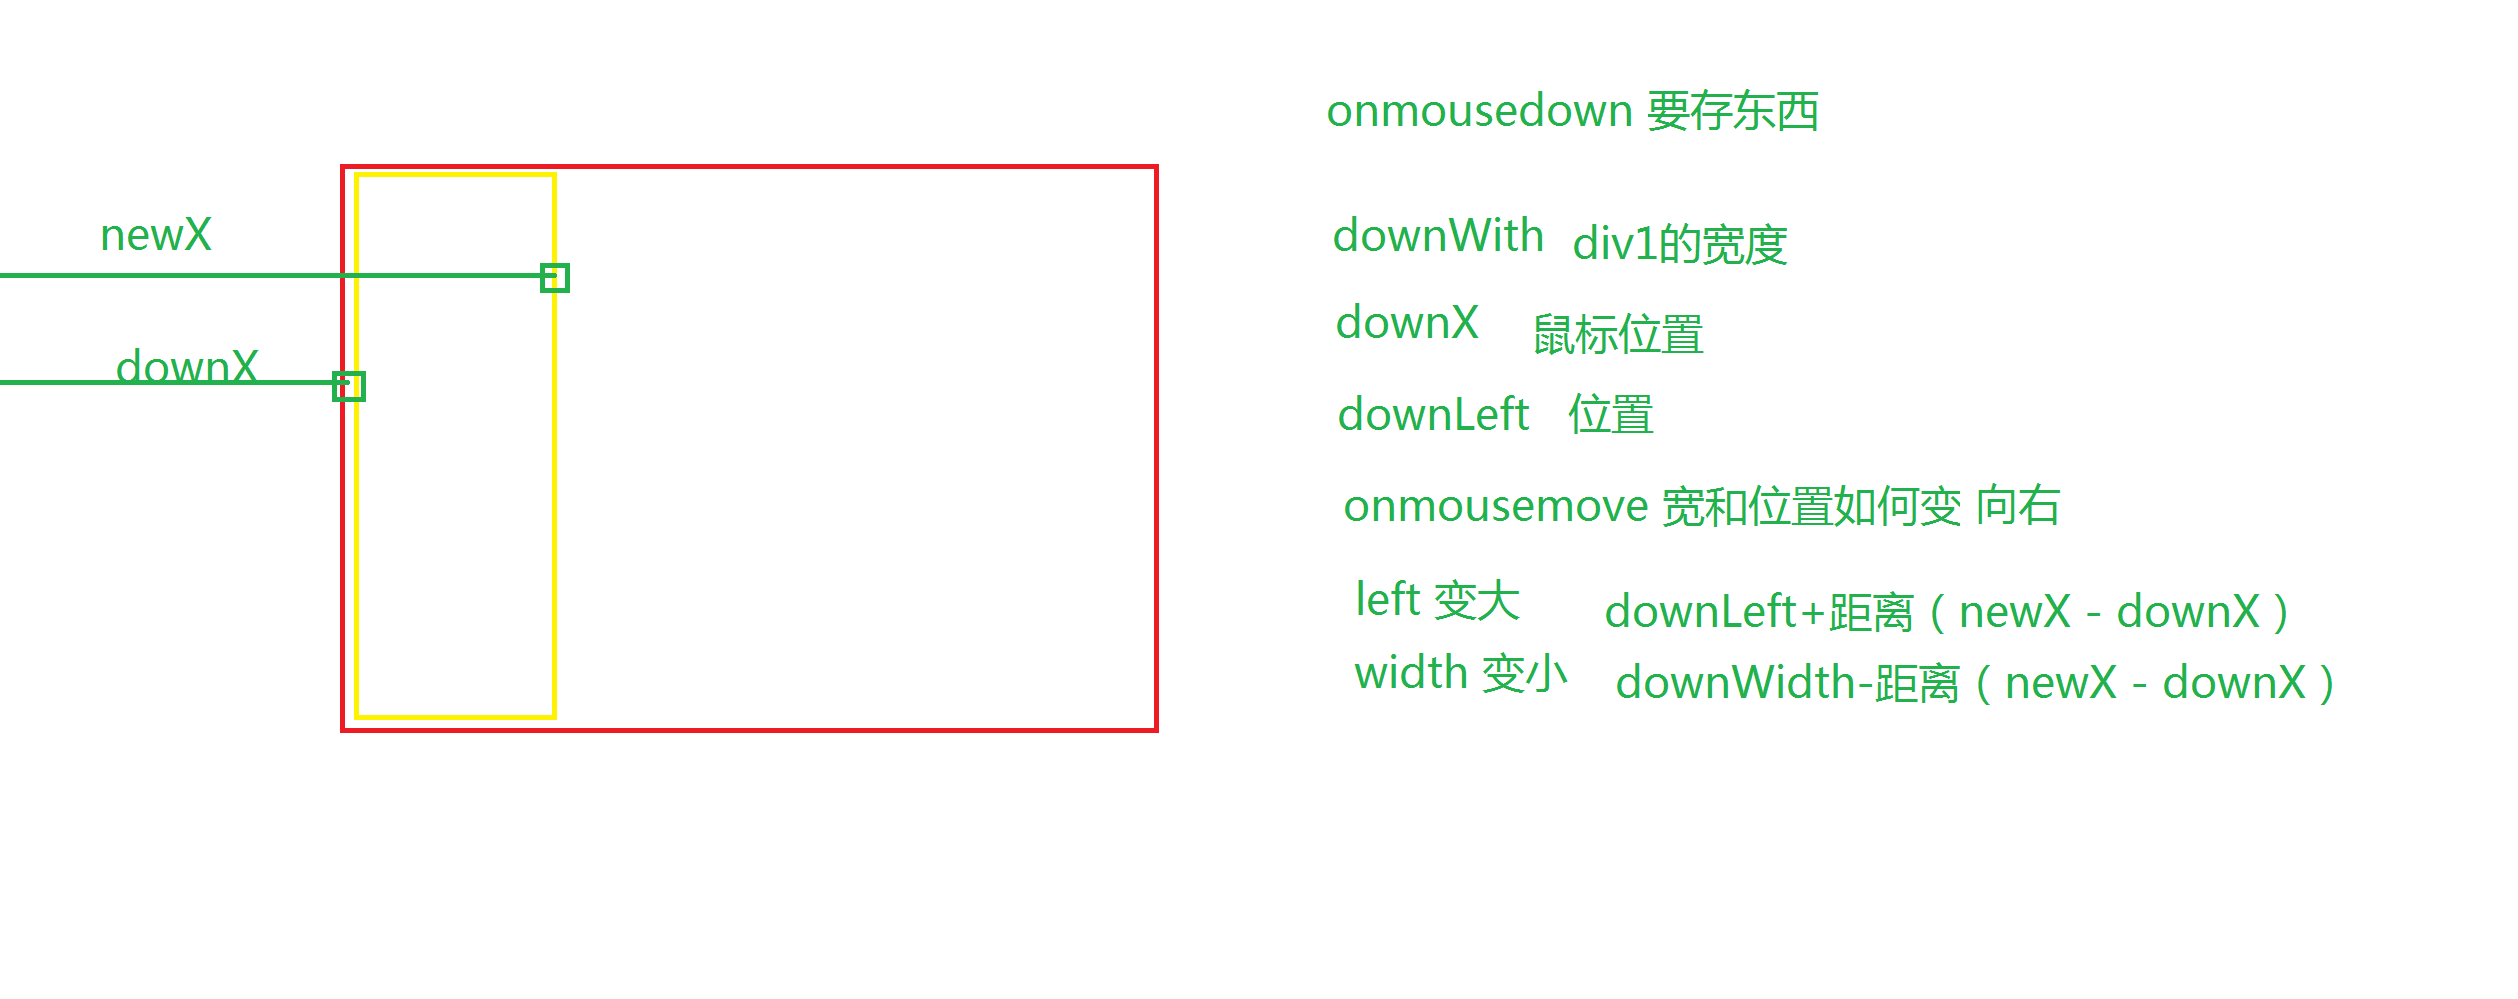 newX
downX
onmousedown 要存东西
downWith div1的宽度
downX 鼠标位置
downLeft 位置
onmousemove 宽和位置如何变 向右
left 变大 downLeft+距离（newX - downX）
width 变小 downWidth-距离（newX - downX）